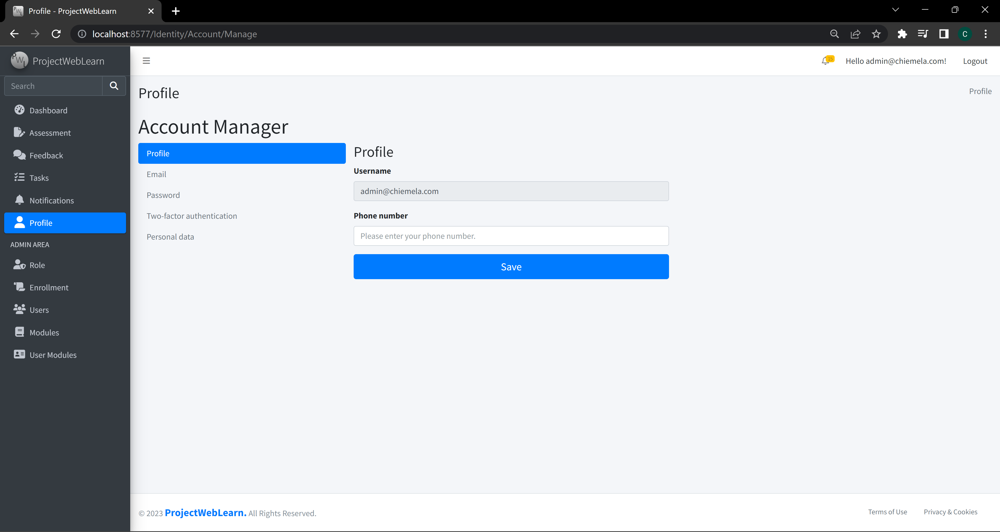 Profile - ProjectWebLearn
localhost:8577/Identity/Account/Manage
C
PWL ProjectWebLearn
15
Hello admin@chiemela.com!
Logout
Search
Profile
Profile
Dashboard
Assessment
Feedback
Tasks
Notifications
Profile
ADMIN AREA
Role
Enrollment
Users
Modules
User Modules
Account Manager
Profile
Email
Password
Two-factor authentication
Personal data
Profile
Username
admin@chiemela.com
Phone number
Please enter your phone number.
Save
© 2023 ProjectWebLearn. All Rights Reserved.
Terms of Use
Privacy & Cookies